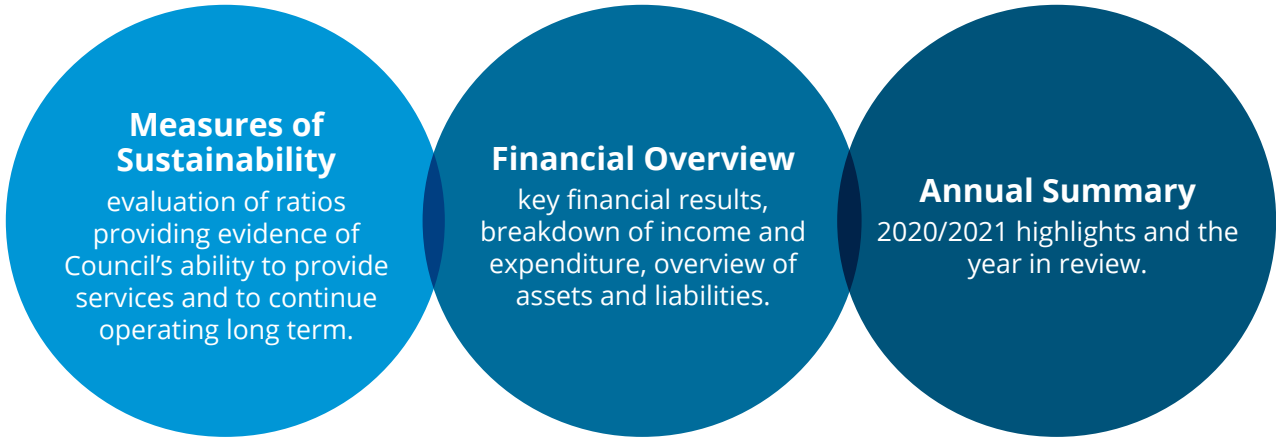 Measures of
Sustainability
evaluation of ratios
providing evidence of
Council’s ability to provide
services and to continue
operating long term.
Financial Overview
key financial results,
breakdown of income and
expenditure, overview of
assets and liabilities.
Annual Summary
2020/2021 highlights and the
year in review.